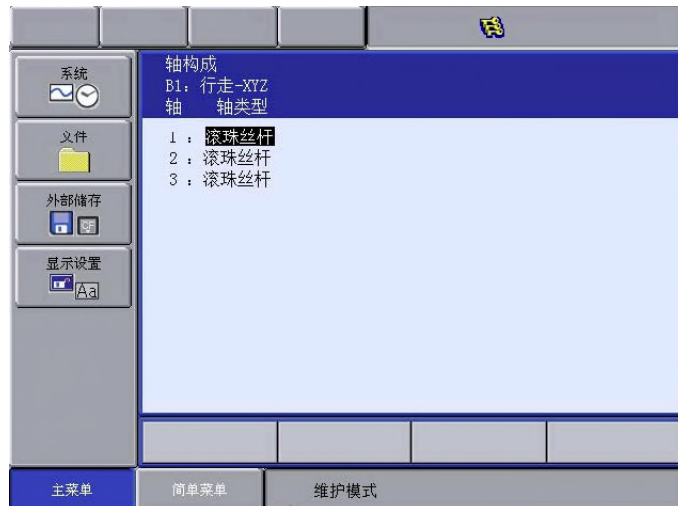 系统
文件
外部储存
CF
显示设置
Aa
轴构成
B1: 行走-XYZ
轴 轴类型
1 : 滚珠丝杆
2 : 滚珠丝杆
3 : 滚珠丝杆
主菜单
简单菜单
维护模式